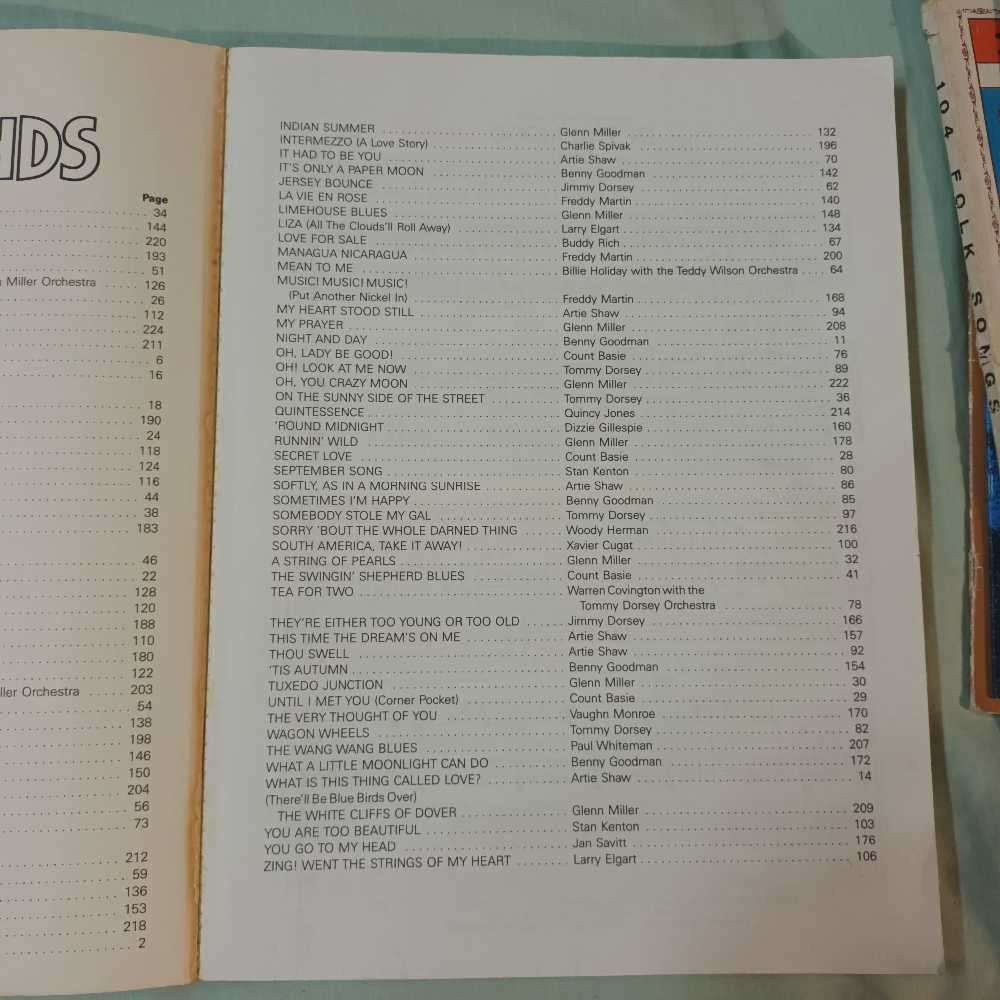 NDS
Page
34
144
220
193
51
Miller Orchestra 126
26
112
224
211
6
16
18
190
24
118
124
116
44
38
183
46
22
128
120
188
110
180
122
ller Orchestra 203
54
138
198
146
150
204
56
73
212
59
136
153
218
2
INDIAN SUMMER Glenn Miller 132
INTERMEZZO (A Love Story) Charlie Spivak 196
IT HAD TO BE YOU Artie Shaw 70
IT'S ONLY A PAPER MOON Benny Goodman 142
JERSEY BOUNCE Jimmy Dorsey 62
LA VIE EN ROSE Freddy Martin 140
LIMEHOUSE BLUES Glenn Miller 148
LIZA (All The Clouds'll Roll Away) Larry Elgart 134
LOVE FOR SALE Buddy Rich 67
MANAGUA NICARAGUA Freddy Martin 200
MEAN TO ME Billie Holiday with the Teddy Wilson Orchestra 64
MUSIC! MUSIC! MUSIC!
(Put Another Nickel In) Freddy Martin 168
MY HEART STOOD STILL Artie Shaw 94
MY PRAYER Glenn Miller 208
NIGHT AND DAY Benny Goodman 11
OH, LADY BE GOOD! Count Basie 76
OH! LOOK AT ME NOW Tommy Dorsey 89
OH, YOU CRAZY MOON Glenn Miller 222
ON THE SUNNY SIDE OF THE STREET Tommy Dorsey 36
QUINTESSENCE Quincy Jones 214
'ROUND MIDNIGHT Dizzie Gillespie 160
RUNNIN' WILD Glenn Miller 178
SECRET LOVE Count Basie 28
SEPTEMBER SONG Stan Kenton 80
SOFTLY, AS IN A MORNING SUNRISE Artie Shaw 86
SOMETIMES I'M HAPPY Benny Goodman 85
SOMEBODY STOLE MY GAL Tommy Dorsey 97
SORRY 'BOUT THE WHOLE DARNED THING Woody Herman 216
SOUTH AMERICA, TAKE IT AWAY! Xavier Cugat 100
A STRING OF PEARLS Glenn Miller 32
THE SWINGIN' SHEPHERD BLUES Count Basie 41
TEA FOR TWO Warren Covington with the
Tommy Dorsey Orchestra 78
THEY'RE EITHER TOO YOUNG OR TOO OLD Jimmy Dorsey 166
THIS TIME THE DREAM'S ON ME Artie Shaw 157
THOU SWELL Artie Shaw 92
'TIS AUTUMN Benny Goodman 154
TUXEDO JUNCTION Glenn Miller 30
UNTIL I MET YOU (Corner Pocket) Count Basie 29
THE VERY THOUGHT OF YOU Vaughn Monroe 170
WAGON WHEELS Tommy Dorsey 82
THE WANG WANG BLUES Paul Whiteman 207
WHAT A LITTLE MOONLIGHT CAN DO Benny Goodman 172
WHAT IS THIS THING CALLED LOVE? Artie Shaw 14
(There'll Be Blue Birds Over)
THE WHITE CLIFFS OF DOVER Glenn Miller 209
YOU ARE TOO BEAUTIFUL Stan Kenton 103
YOU GO TO MY HEAD Jan Savitt 176
ZING! WENT THE STRINGS OF MY HEART Larry Elgart 106
104 FOLK SONGS